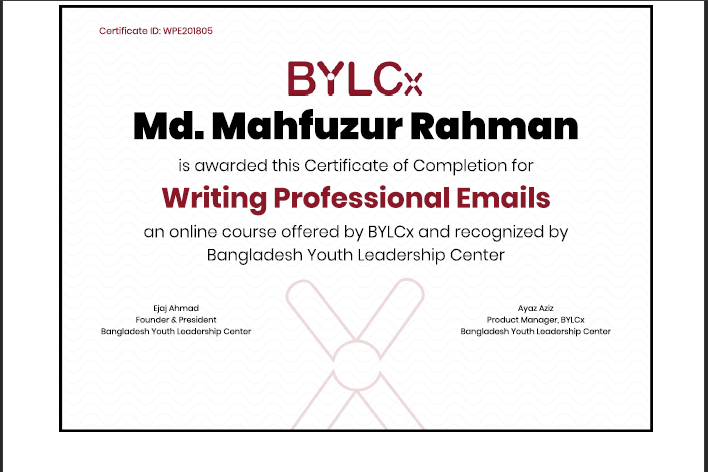 Certificate ID: WPE201805
BYLCx
Md. Mahfuzur Rahman
is awarded this Certificate of Completion for
Writing Professional Emails
an online course offered by BYLCx and recognized by
Bangladesh Youth Leadership Center
Ejaj Ahmad
Founder & President
Bangladesh Youth Leadership Center
Ayaz Aziz
Product Manager, BYLCx
Bangladesh Youth Leadership Center